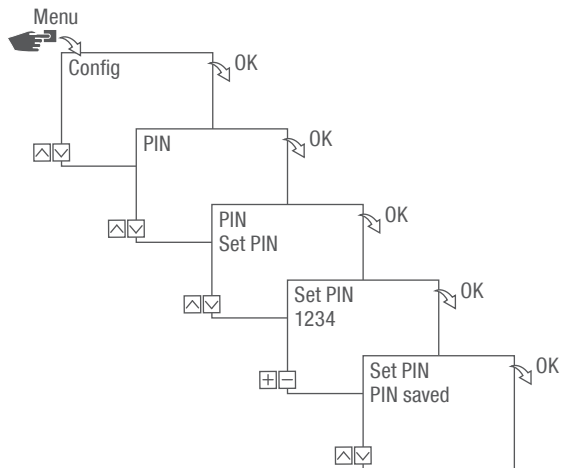 Menu
Config
OK
PIN
OK
PIN
Set PIN
OK
Set PIN
1234
OK
Set PIN
PIN saved
OK